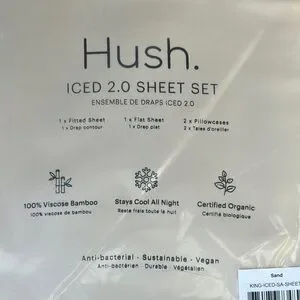 Hush.
ICED 2.0 SHEET SET
ENSEMBLE DE DRAPS ICED 2.0
1 x Fitted Sheet
1 x Drap contour
1 x Flat Sheet
1 x Drap plat
2 x Pillowcases
2 x Taies d'oreiller
100% Viscose Bamboo
100% viscose de bambou
Stays Cool All Night
Reste frais toute la nuit
Certified Organic
Certifié biologique
Anti-bacterial · Sustainable · Vegan
Anti-bactérien · Durable · Végétalien
Sand
KING-ICED-SA-SHEET